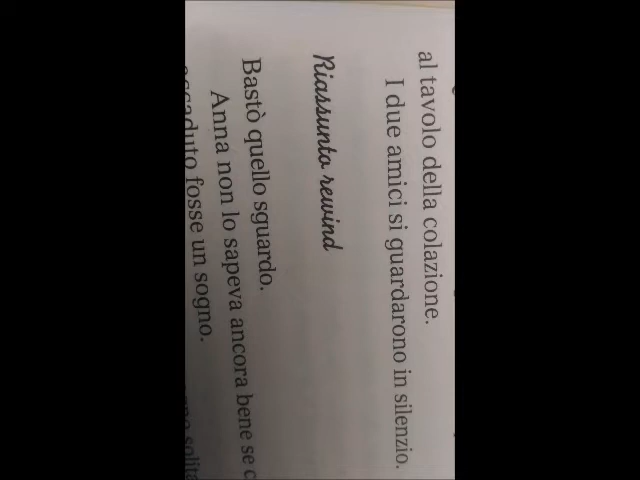 al tavolo della colazione.
I due amici si guardarono in silenzio.
Riassunto rewind
Bastò quello sguardo.
Anna non lo sapeva ancora bene se
accaduto fosse un sogno.